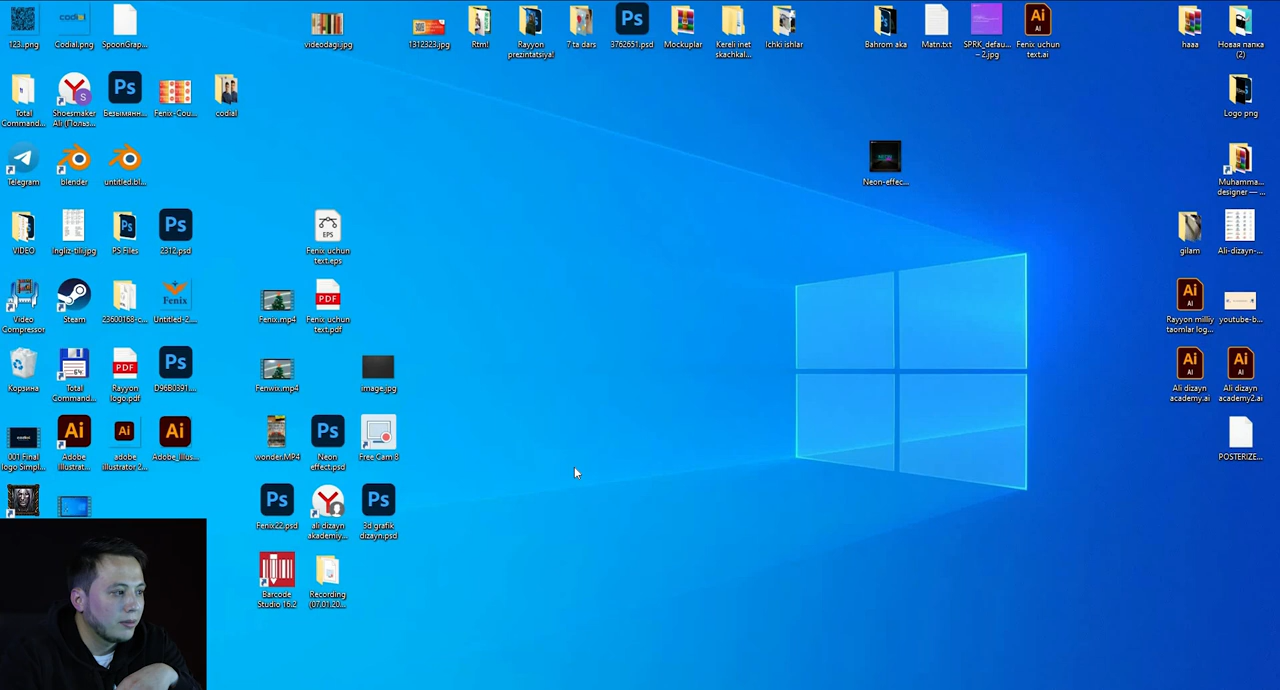 123..png
Codial.png
SpoonGrap...
videodagi.jpg
1312323.jpg
Rtml
Rayyon
prezintatsiya!
7.ta dars
3762651.psd
Mockuplar
Kereli inet
skachkal...
Ichki ishlar
Bahrom aka
Matn.txt
SPRK_defau...
– 2.jpg
Fenix uchun
text.ai
haaa
Новая папка
(2)
Total
Command...
Shoesmaker
Ali (Польз...
Безымянн...
Fenix-Gou...
codial
Logo png
Telegram
blender
untitled.bl...
Neon-effec...
Muhamma...
designer — ...
VIDEO
Ingliz-tili.jpg
PS Files
2312.psd
EPS
Fenix uchun
text.eps
gilam
Ali-dizayn-...
Video
Compressor
Steam
23600168-c...
Fenix
Untitled-2....
Fenix.mp4
PDF
Fenix uchun
text.pdf
Rayyon milliy
taomlar log...
youtube-b...
Корзина
Total
Command...
PDF
Rayyon
logo.pdf
D96B0391....
Fenwix.mp4
image.jpg
Ali dizayn
academy.ai
Ali dizayn
academy2.ai
001 Final
logo Simpl...
Adobe
Illustrat...
adobe
illustrator 2...
Adobe_Illus...
wonder.MP4
Neon
effect.psd
Free Cam 8
POSTERIZE...
Fenix22.psd
ali dizayn
akademiy...
3d grafik
dizayn.psd
Barcode
Studio 16.2
Recording
(07.01.20...